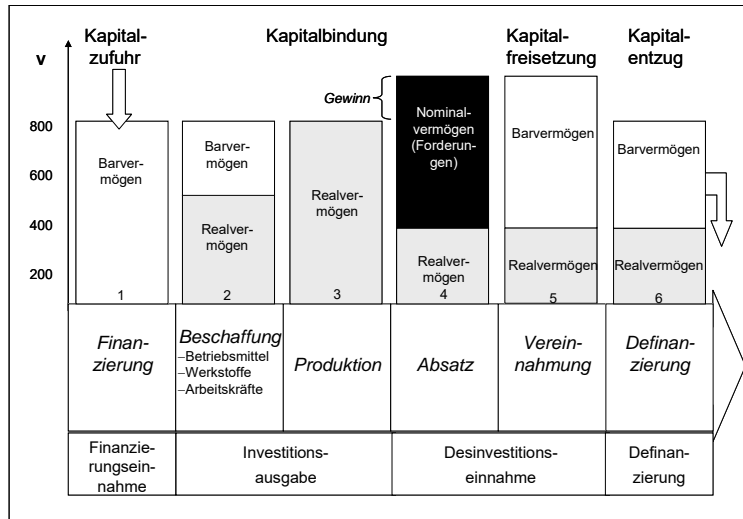 Kapital-
zufuhr
Kapitalbindung
Kapital-
freisetzung
Kapital-
entzug
V
800
600
400
200
Gewinn
Barver-
mögen
1
Barver-
mögen
Realver-
mögen
2
Realver-
mögen
3
Nominal-
vermögen
(Forderun-
gen)
Realver-
mögen
4
Barvermögen
Realvermögen
5
Barvermögen
Realvermögen
6
Finan-
zierung
Beschaffung
–Betriebsmittel
–Werkstoffe
–Arbeitskräfte
Produktion
Absatz
Verein-
nahmung
Definan-
zierung
Finanzie-
rungsein-
nahme
Investitions-
ausgabe
Desinvestitions-
einnahme
Definan-
zierung